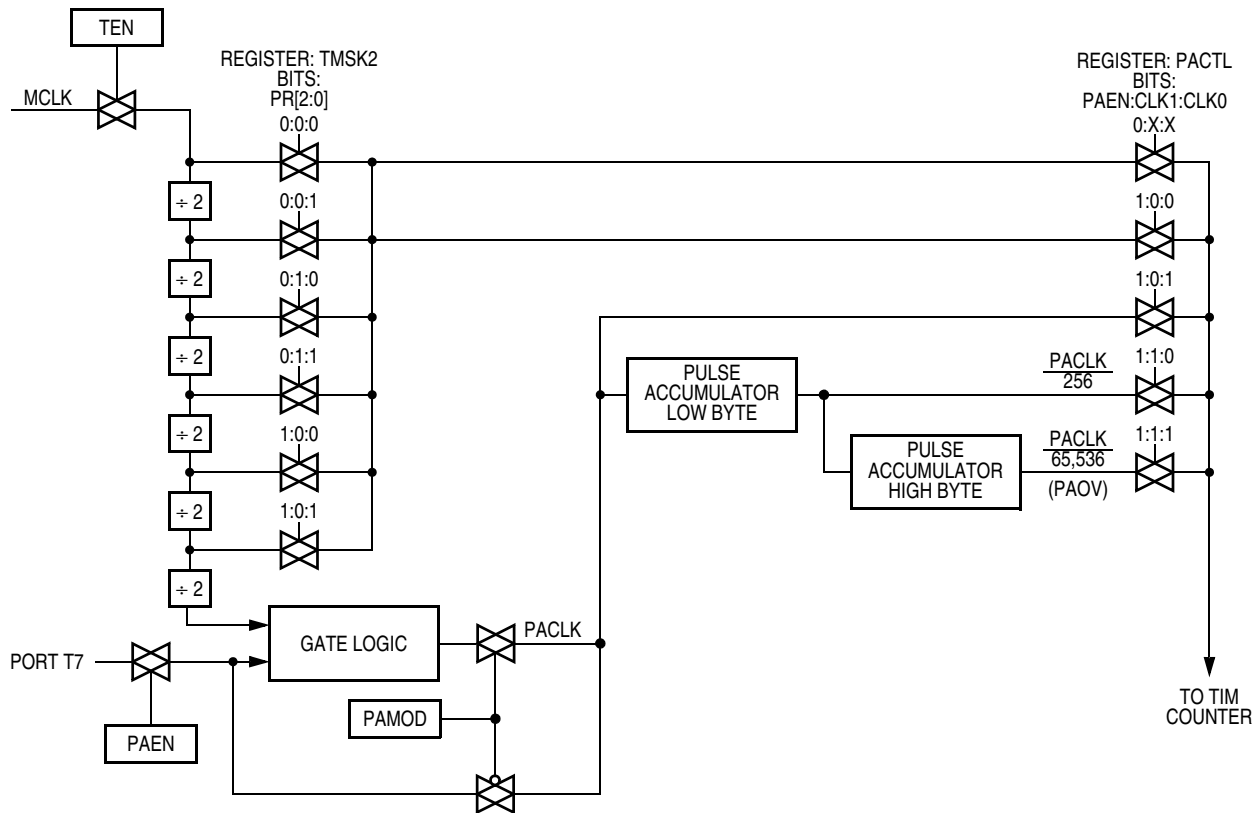 TEN
MCLK
REGISTER: TMSK2
BITS:
PR[2:0]
0:0:0
÷ 2
0:0:1
÷ 2
0:1:0
÷ 2
0:1:1
÷ 2
1:0:0
÷ 2
1:0:1
÷ 2
REGISTER: PACTL
BITS:
PAEN:CLK1:CLK0
0:X:X
1:0:0
1:0:1
PULSE
ACCUMULATOR
LOW BYTE
PACLK
256
1:1:0
PULSE
ACCUMULATOR
HIGH BYTE
PACLK
65,536
(PAOV)
1:1:1
GATE LOGIC
PACLK
PORT T7
PAEN
PAMOD
TO TIM
COUNTER